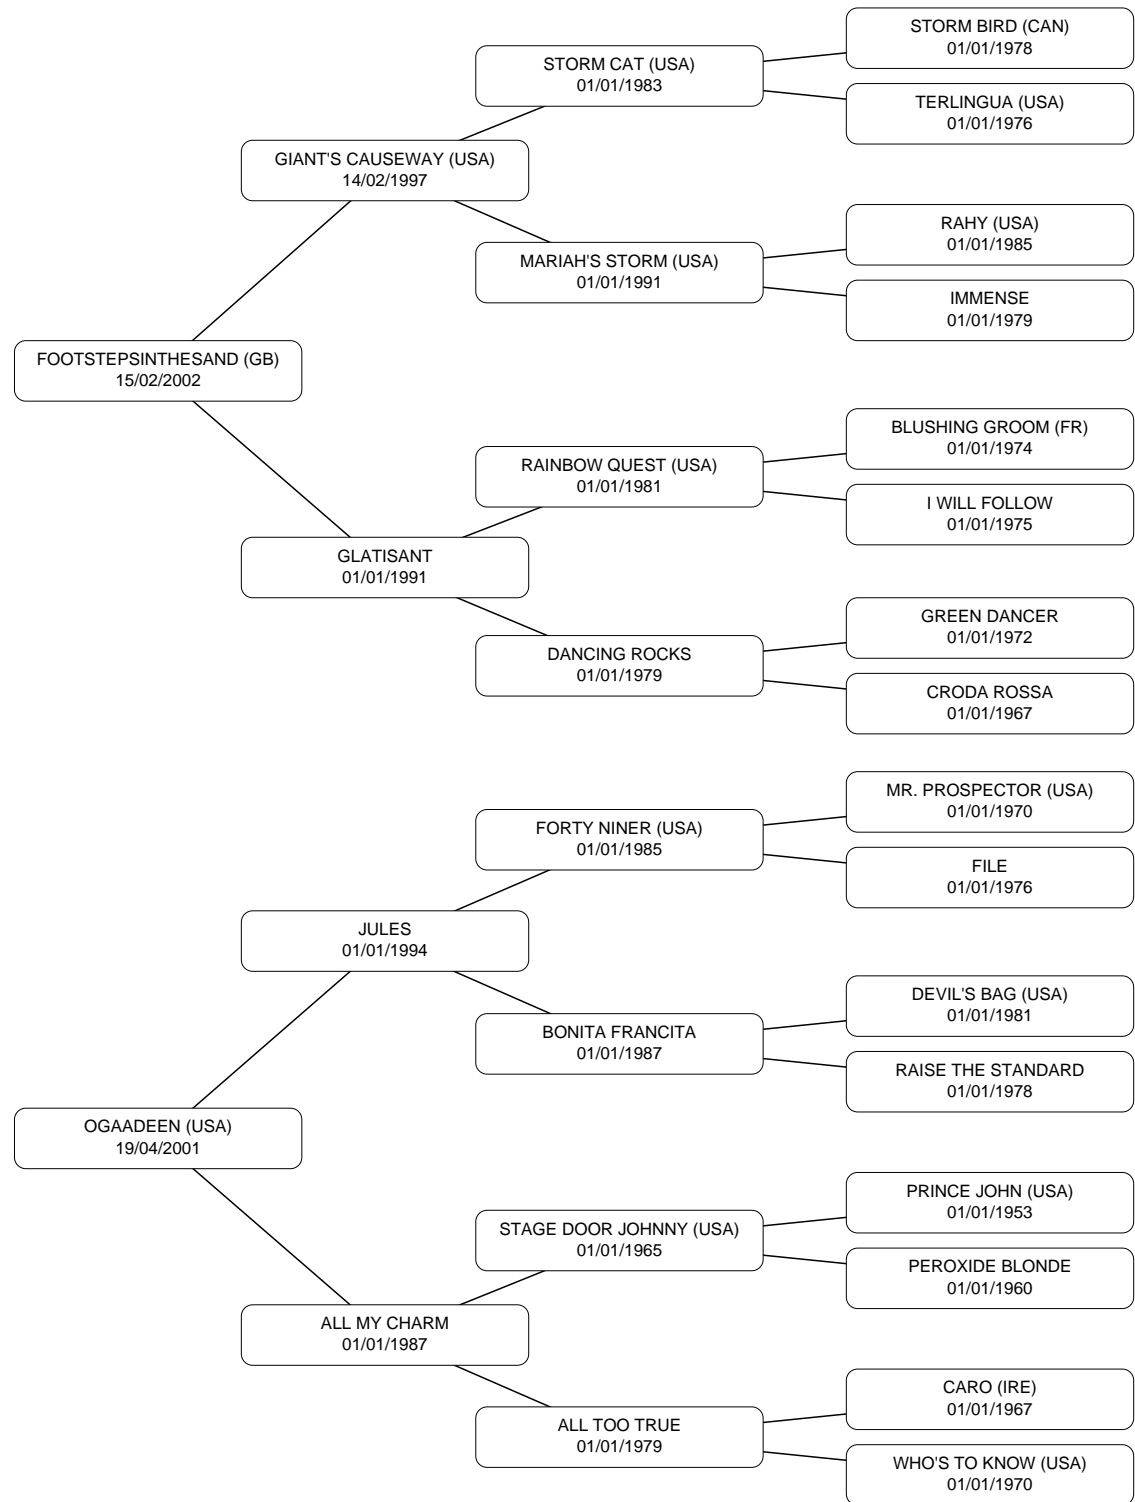 STORM BIRD (CAN)
01/01/1978
STORM CAT (USA)
01/01/1983
TERLINGUA (USA)
01/01/1976
GIANT'S CAUSEWAY (USA)
14/02/1997
RAHY (USA)
01/01/1985
MARIAH'S STORM (USA)
01/01/1991
IMMENSE
01/01/1979
FOOTSTEPSINTHESAND (GB)
15/02/2002
BLUSHING GROOM (FR)
01/01/1974
RAINBOW QUEST (USA)
01/01/1981
I WILL FOLLOW
01/01/1975
GLATISANT
01/01/1991
GREEN DANCER
01/01/1972
DANCING ROCKS
01/01/1979
CRODA ROSSA
01/01/1967
MR. PROSPECTOR (USA)
01/01/1970
FORTY NINER (USA)
01/01/1985
FILE
01/01/1976
JULES
01/01/1994
DEVIL'S BAG (USA)
01/01/1981
BONITA FRANCITA
01/01/1987
RAISE THE STANDARD
01/01/1978
OGAADEEN (USA)
19/04/2001
PRINCE JOHN (USA)
01/01/1953
STAGE DOOR JOHNNY (USA)
01/01/1965
PEROXIDE BLONDE
01/01/1960
ALL MY CHARM
01/01/1987
CARO (IRE)
01/01/1967
ALL TOO TRUE
01/01/1979
WHO'S TO KNOW (USA)
01/01/1970